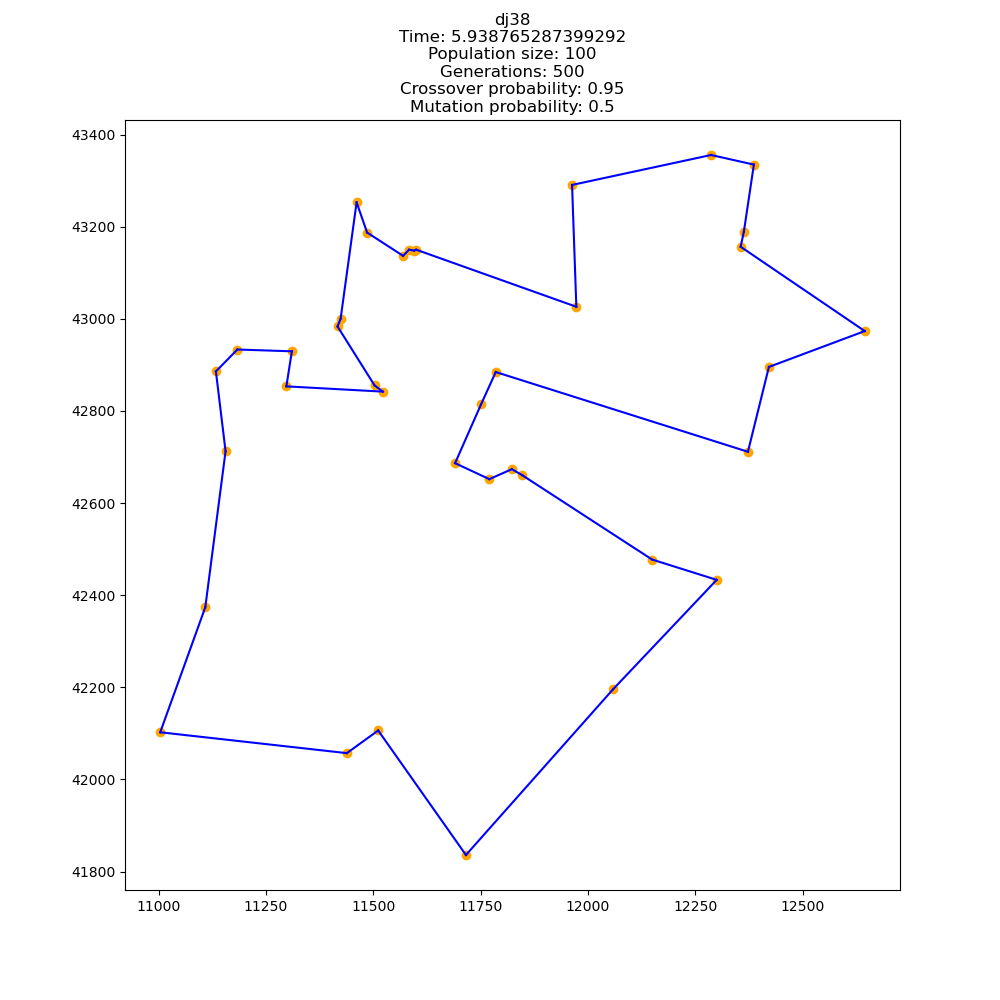 dj38
Time: 5.938765287399292
Population size: 100
Generations: 500
Crossover probability: 0.95
Mutation probability: 0.5
43400
43200
43000
42800
42600
42400
42200
42000
41800
11000 11250 11500 11750 12000 12250 12500